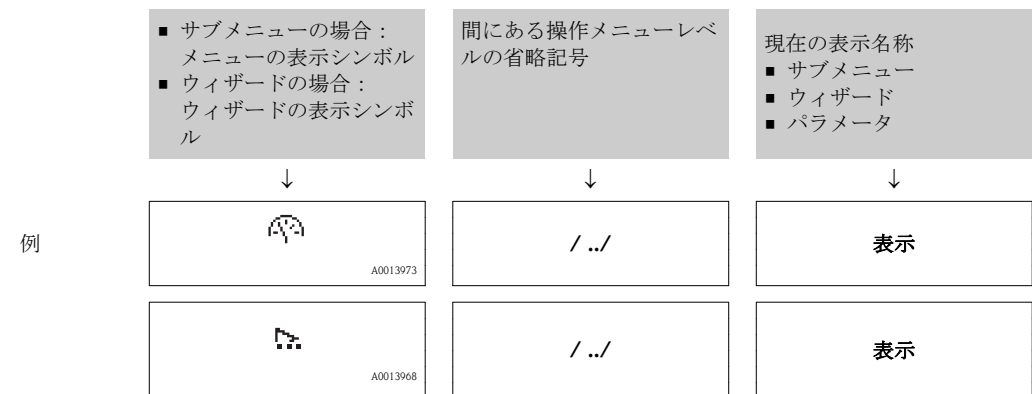 ■ サブメニューの場合：
メニューの表示シンボル
■ ウィザードの場合：
ウィザードの表示シンボ
ル
間にある操作メニューレベ
ルの省略記号
現在の表示名称
■ サブメニュー
■ ウィザード
■ パラメータ
↓ ↓ ↓
例
A0013973
/ ../
表示
A0013968
/ ../
表示